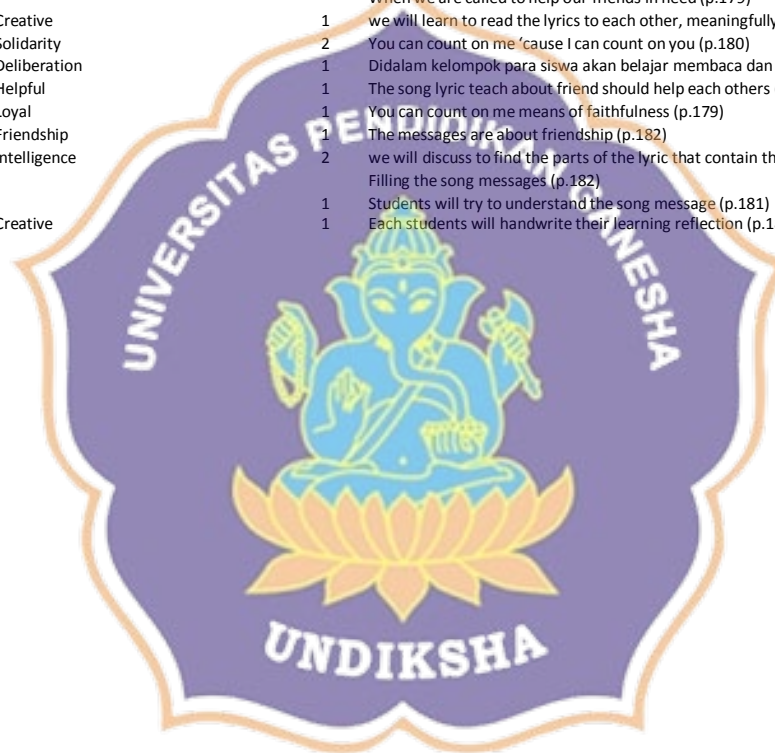 When we are called to help our friends in need (p.179)
Creative 1 we will learn to read the lyrics to each other, meaningfully
Solidarity 2 You can count on me ‘cause I can count on you (p.180)
Deliberation 1 Didalam kelompok para siswa akan belajar membaca dan
Helpful 1 The song lyric teach about friend should help each others
Loyal 1 You can count on me means of faithfulness (p.179)
Friendship 1 The messages are about friendship (p.182)
Intelligence 2 we will discuss to find the parts of the lyric that contain
Filling the song messages (p.182)
1 Students will try to understand the song message (p.181)
Creative 1 Each students will handwrite their learning reflection
UNIVERSITAS PENDIDIKAN GANESHA
UNDIKSHA